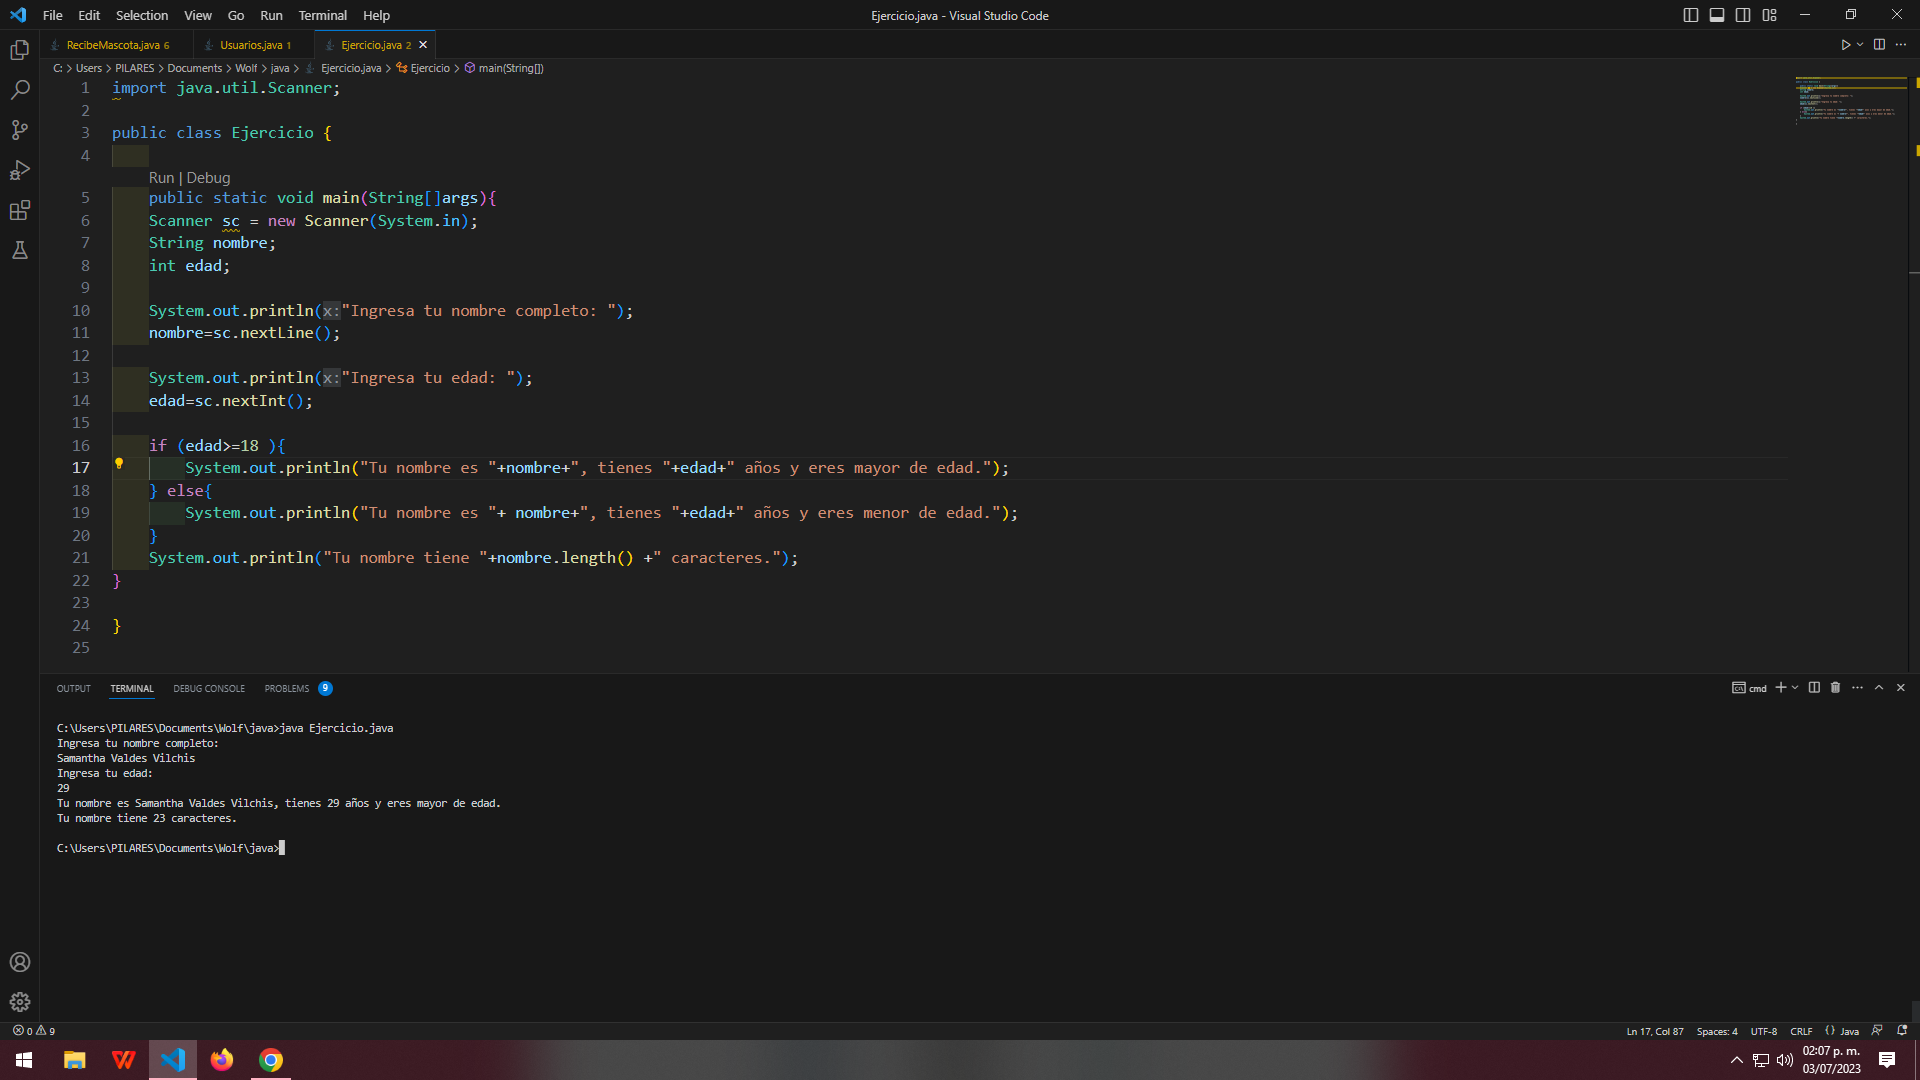 File Edit Selection View Go Run Terminal Help
Ejercicio.java - Visual Studio Code
RecibeMascota.java 6
Usuarios.java 1
Ejercicio.java 2
C: > Users > PILARES > Documents > Wolf > java > Ejercicio.java > Ejercicio > main(String[])
1 import java.util.Scanner;
2
3 public class Ejercicio {
4
Run | Debug
5 public static void main(String[]args){
6 Scanner sc = new Scanner(System.in);
7 String nombre;
8 int edad;
9
10 System.out.println(x:"Ingresa tu nombre completo: ");
11 nombre=sc.nextLine();
12
13 System.out.println(x:"Ingresa tu edad: ");
14 edad=sc.nextInt();
15
16 if (edad>=18 ){
17 System.out.println("Tu nombre es "+nombre+", tienes "+edad+" años y eres mayor de edad.");
18 } else{
19 System.out.println("Tu nombre es "+ nombre+", tienes "+edad+" años y eres menor de edad.");
20 }
21 System.out.println("Tu nombre tiene "+nombre.length() +" caracteres.");
22 }
23
24 }
25
OUTPUT TERMINAL DEBUG CONSOLE PROBLEMS 9
cmd
C:\Users\PILARES\Documents\Wolf\java>java Ejercicio.java
Ingresa tu nombre completo:
Samantha Valdes Vilchis
Ingresa tu edad:
29
Tu nombre es Samantha Valdes Vilchis, tienes 29 años y eres mayor de edad.
Tu nombre tiene 23 caracteres.
C:\Users\PILARES\Documents\Wolf\java>
0 9
Ln 17, Col 87 Spaces: 4 UTF-8 CRLF {} Java
02:07 p. m.
03/07/2023